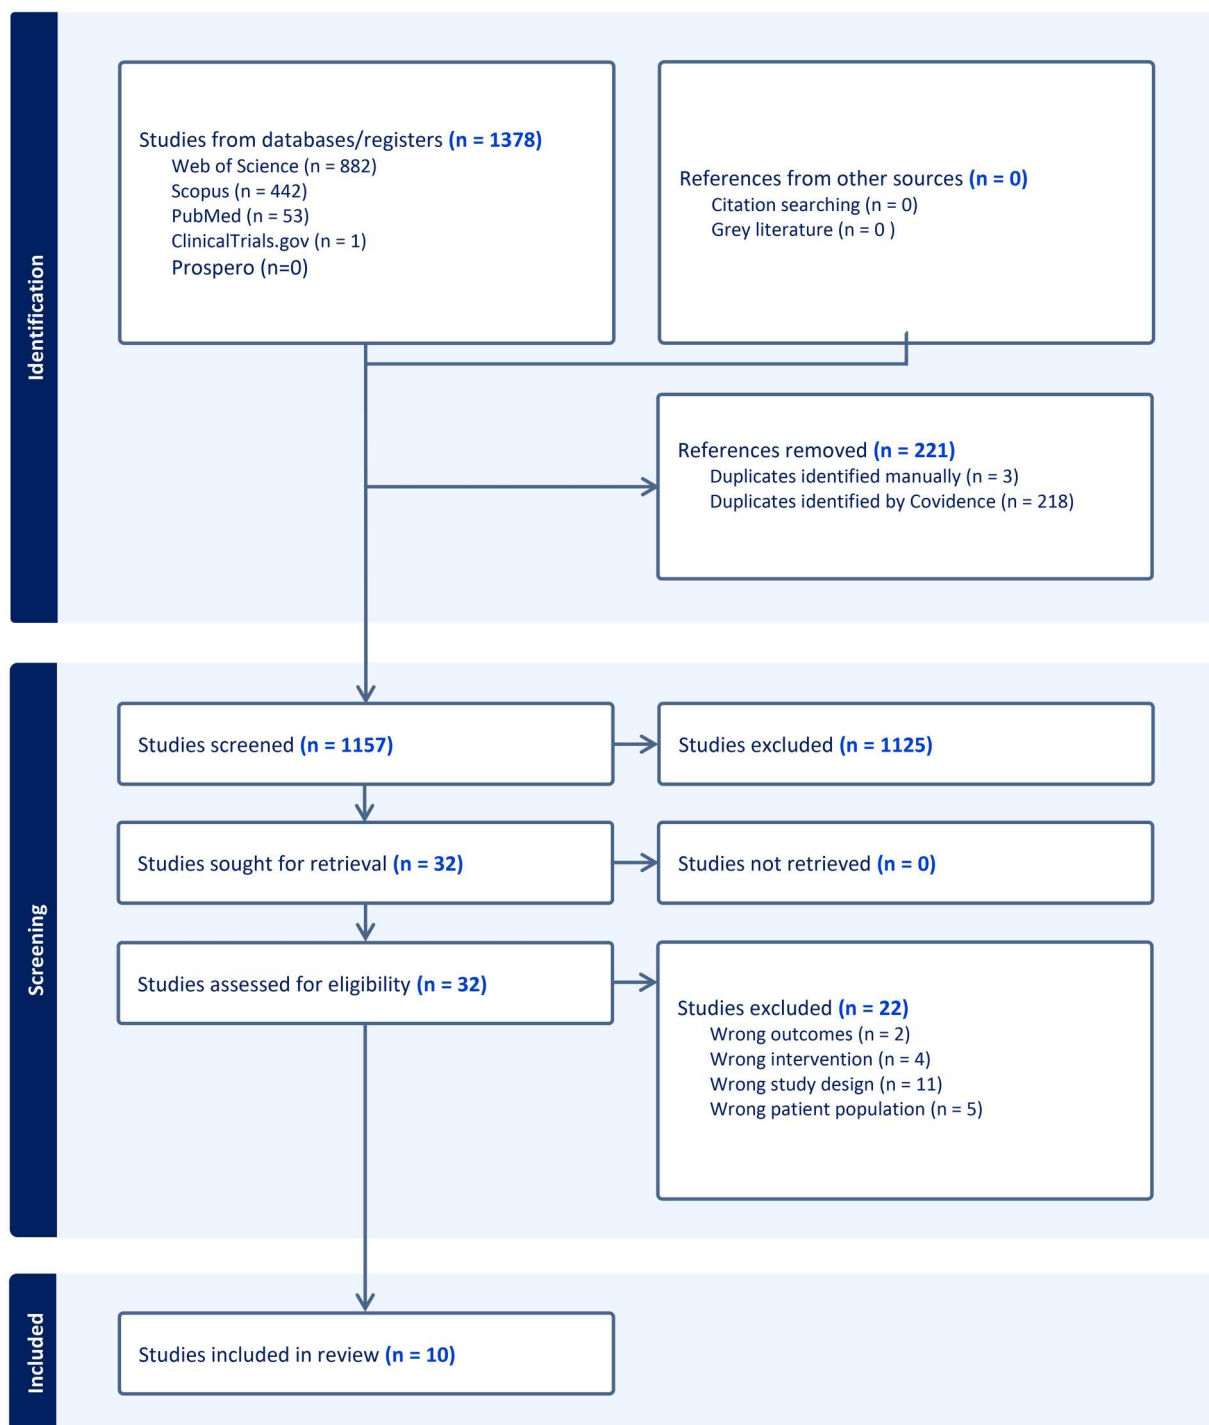 Identification
Studies from databases/registers (n = 1378)
Web of Science (n = 882)
Scopus (n = 442)
PubMed (n = 53)
ClinicalTrials.gov (n = 1)
Prospero (n=0)
References from other sources (n = 0)
Citation searching (n = 0)
Grey literature (n = 0 )
References removed (n = 221)
Duplicates identified manually (n = 3)
Duplicates identified by Covidence (n = 218)
Screening
Studies screened (n = 1157)
Studies excluded (n = 1125)
Studies sought for retrieval (n = 32)
Studies not retrieved (n = 0)
Studies assessed for eligibility (n = 32)
Studies excluded (n = 22)
Wrong outcomes (n = 2)
Wrong intervention (n = 4)
Wrong study design (n = 11)
Wrong patient population (n = 5)
Included
Studies included in review (n = 10)